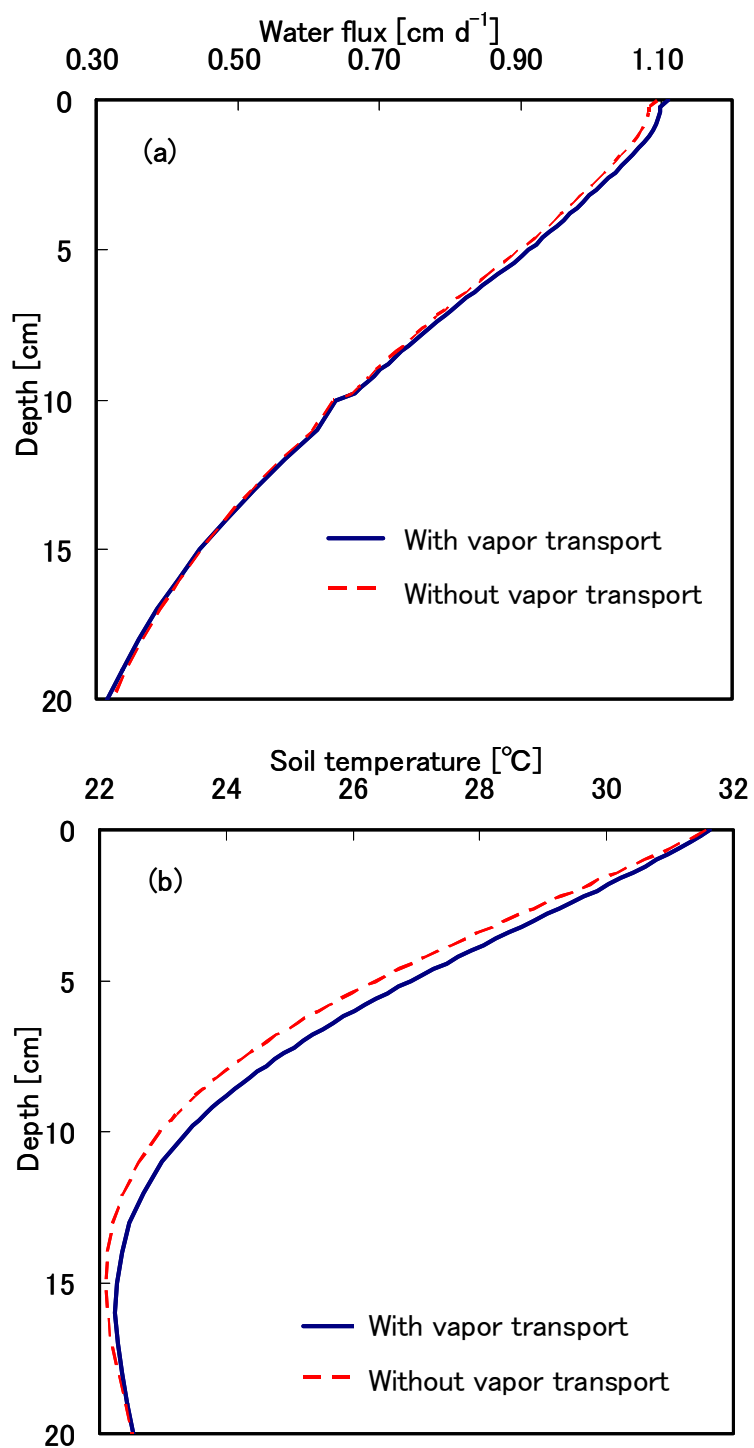 Water flux [cm d⁻¹]
0.30 0.50 0.70 0.90 1.10
0
(a)
5
Depth [cm]
10
15
With vapor transport
Without vapor transport
20
Soil temperature [℃]
22 24 26 28 30 32
0
(b)
5
Depth [cm]
10
15
With vapor transport
Without vapor transport
20